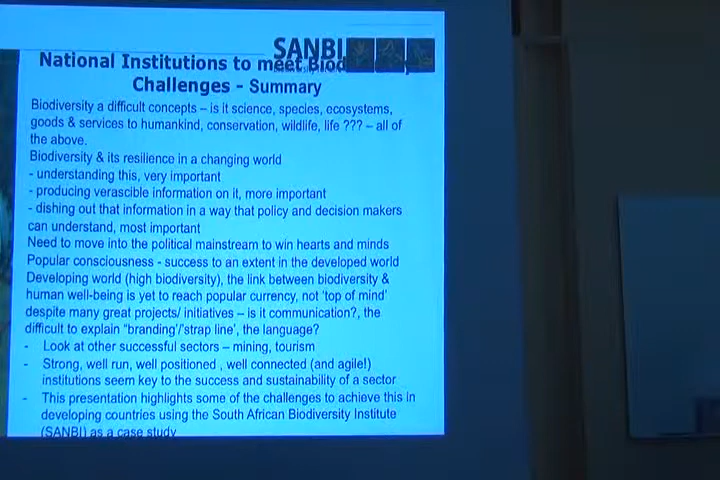 SANBI
National Institutions to meet Biod
Challenges - Summary
Biodiversity a difficult concepts – is it science, species, ecosystems,
goods & services to humankind, conservation, wildlife, life ??? – all of
the above.
Biodiversity & its resilience in a changing world
- understanding this, very important
- producing verascible information on it, more important
- dishing out that information in a way that policy and decision makers
can understand, most important
Need to move into the political mainstream to win hearts and minds
Popular consciousness - success to an extent in the developed world
Developing world (high biodiversity), the link between biodiversity &
human well-being is yet to reach popular currency, not ‘top of mind’
despite many great projects/ initiatives – is it communication?, the
difficult to explain “branding’/‘strap line’, the language?
- Look at other successful sectors – mining, tourism
- Strong, well run, well positioned , well connected (and agile!)
institutions seem key to the success and sustainability of a sector
- This presentation highlights some of the challenges to achieve this in
developing countries using the South African Biodiversity Institute
(SANBI) as a case study